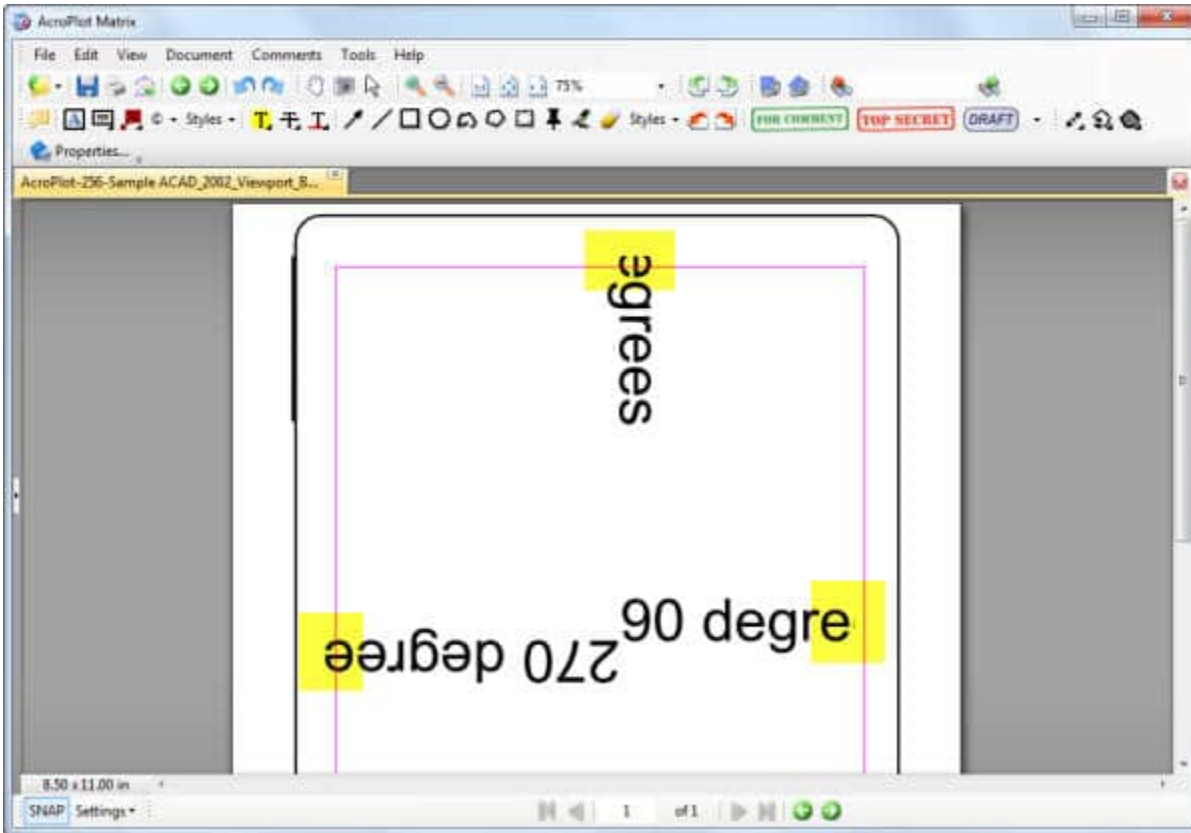 AcroPlot Matrix
File Edit View Document Comments Tools Help
75%
Styles Styles FOR COMMENT TOP SECRET DRAFT
Properties...
AcroPlot-256-Sample ACAD_2002_Viewport_B...
egrees
90 degre
270 degree
8.50 x 11.00 in
SNAP Settings 1 of 1